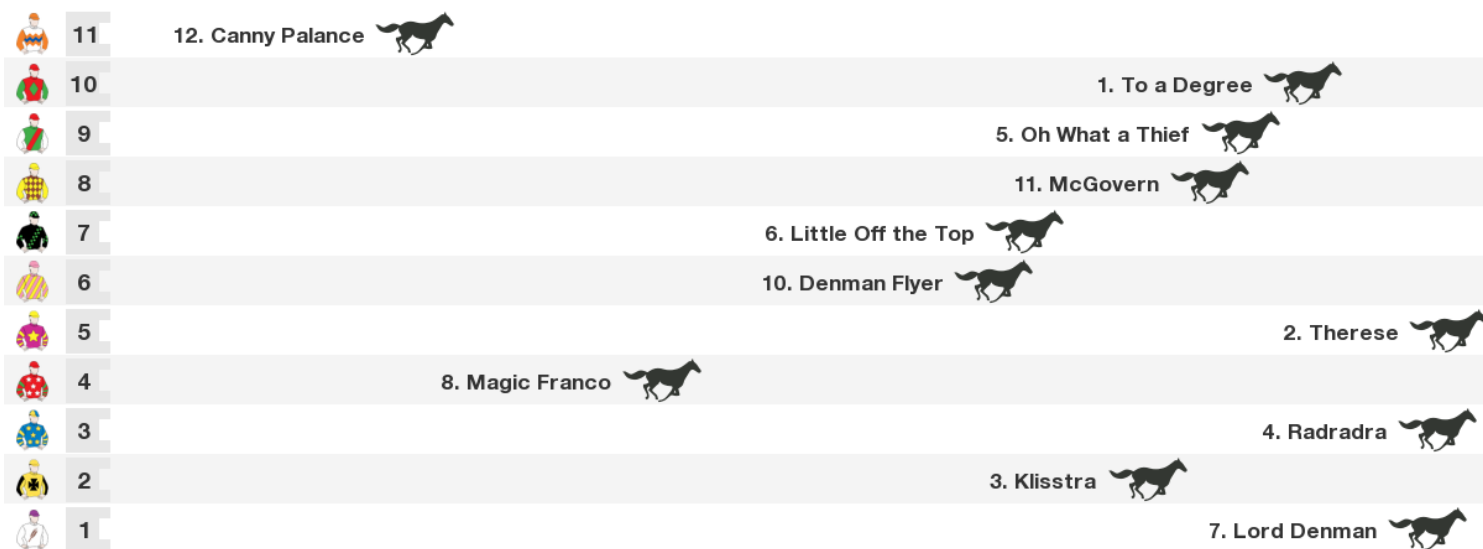 11 12. Canny Palance
10 1. To a Degree
9 5. Oh What a Thief
8 11. McGovern
7 6. Little Off the Top
6 10. Denman Flyer
5 2. Therese
4 8. Magic Franco
3 4. Radradra
2 3. Klisstra
1 7. Lord Denman